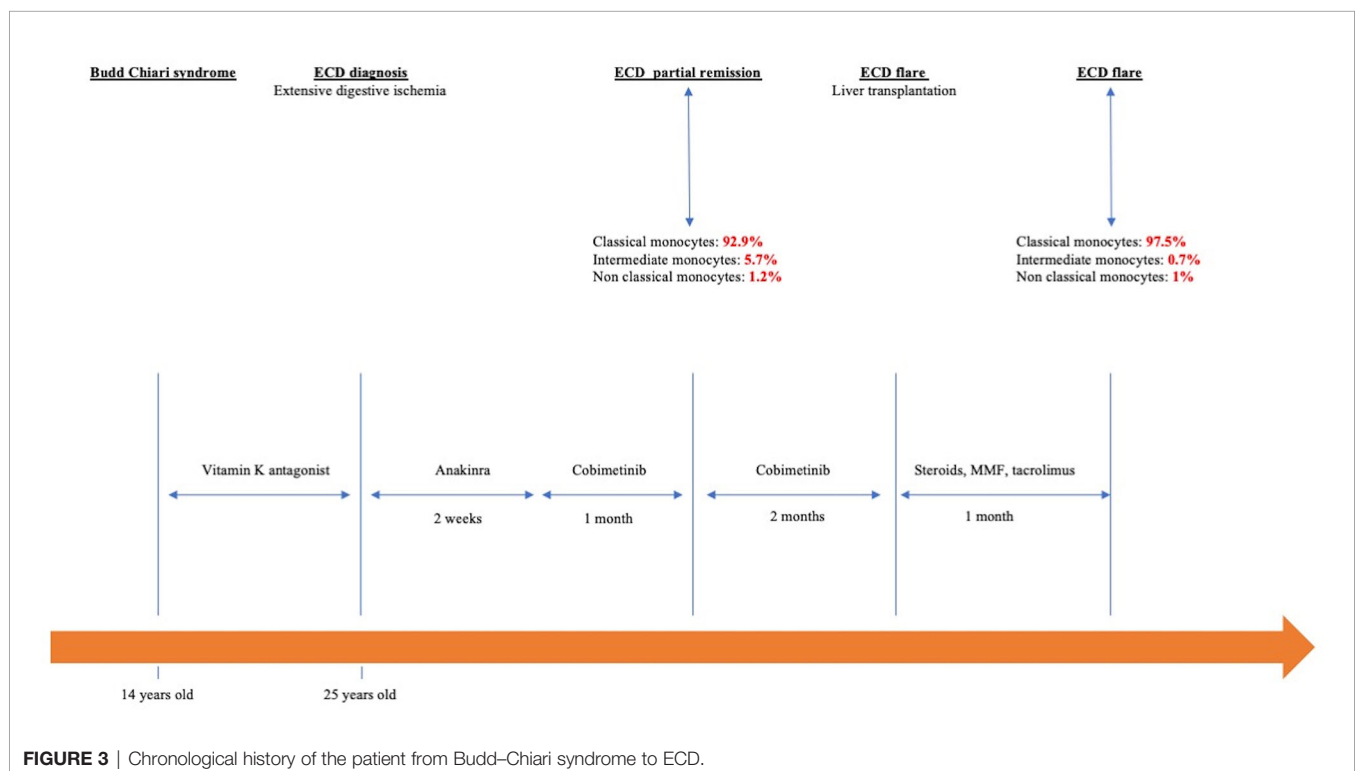 Budd Chiari syndrome
ECD diagnosis
Extensive digestive ischemia
ECD partial remission
ECD flare
Liver transplantation
ECD flare
Classical monocytes: 92.9%
Intermediate monocytes: 5.7%
Non classical monocytes: 1.2%
Classical monocytes: 97.5%
Intermediate monocytes: 0.7%
Non classical monocytes: 1%
Vitamin K antagonist
Anakinra
2 weeks
Cobimetinib
1 month
Cobimetinib
2 months
Steroids, MMF, tacrolimus
1 month
14 years old
25 years old
FIGURE 3 | Chronological history of the patient from Budd–Chiari syndrome to ECD.